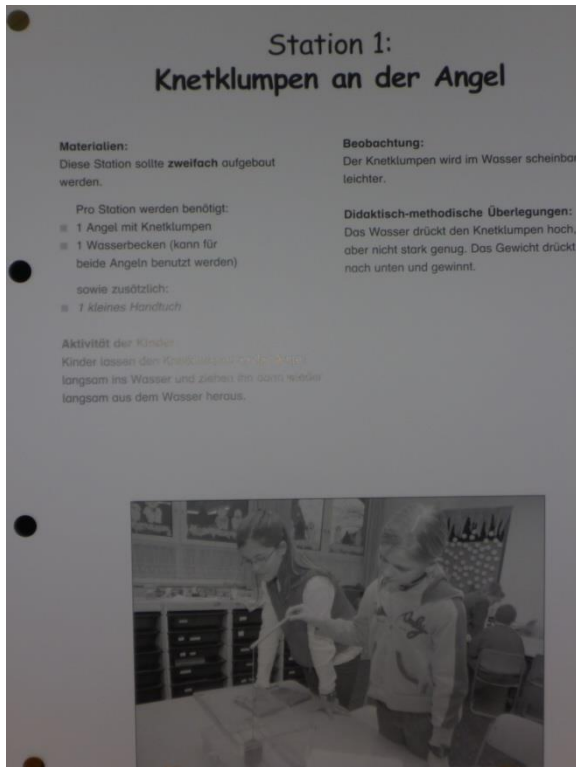 Station 1:
Knetklumpen an der Angel
Materialien:
Diese Station sollte zweifach aufgebaut
werden.
Pro Station werden benötigt:
1 Angel mit Knetklumpen
1 Wasserbecken (kann für
beide Angeln benutzt werden)
sowie zusätzlich:
1 kleines Handtuch
Aktivität der Kinder:
Kinder lassen den
langsam ins Wasser und ziehen ihn dann wieder
langsam aus dem Wasser heraus.
Beobachtung:
Der Knetklumpen wird im Wasser scheinbar
leichter.
Didaktisch-methodische Überlegungen:
Das Wasser drückt den Knetklumpen hoch,
aber nicht stark genug. Das Gewicht drückt
nach unten und gewinnt.